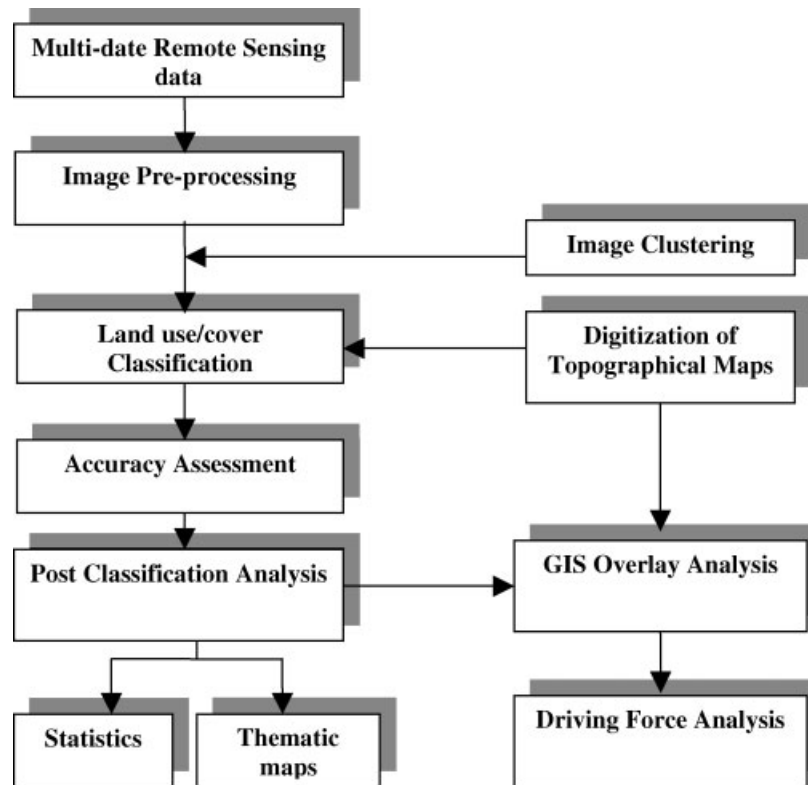 Multi-date Remote Sensing
data
Image Pre-processing
Image Clustering
Land use/cover
Classification
Digitization of
Topographical Maps
Accuracy Assessment
Post Classification Analysis
GIS Overlay Analysis
Statistics
Thematic
maps
Driving Force Analysis